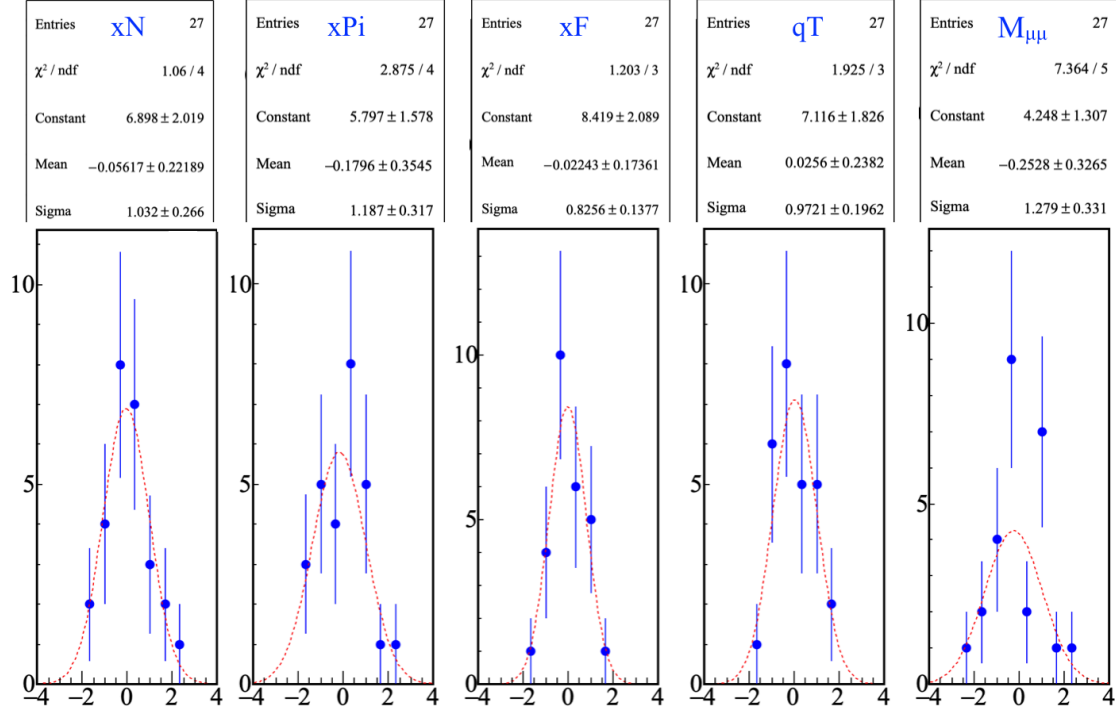 Entries xN 27
χ² / ndf 1.06 / 4
Constant 6.898 ± 2.019
Mean −0.05617 ± 0.22189
Sigma 1.032 ± 0.266
10
5
0
−4 −2 0 2 4
Entries xPi 27
χ² / ndf 2.875 / 4
Constant 5.797 ± 1.578
Mean −0.1796 ± 0.3545
Sigma 1.187 ± 0.317
10
5
0
−4 −2 0 2 4
Entries xF 27
χ² / ndf 1.203 / 3
Constant 8.419 ± 2.089
Mean −0.02243 ± 0.17361
Sigma 0.8256 ± 0.1377
10
5
0
−4 −2 0 2 4
Entries qT 27
χ² / ndf 1.925 / 3
Constant 7.116 ± 1.826
Mean 0.0256 ± 0.2382
Sigma 0.9721 ± 0.1962
10
5
0
−4 −2 0 2 4
Entries Mμμ 27
χ² / ndf 7.364 / 5
Constant 4.248 ± 1.307
Mean −0.2528 ± 0.3265
Sigma 1.279 ± 0.331
10
5
0
−4 −2 0 2 4